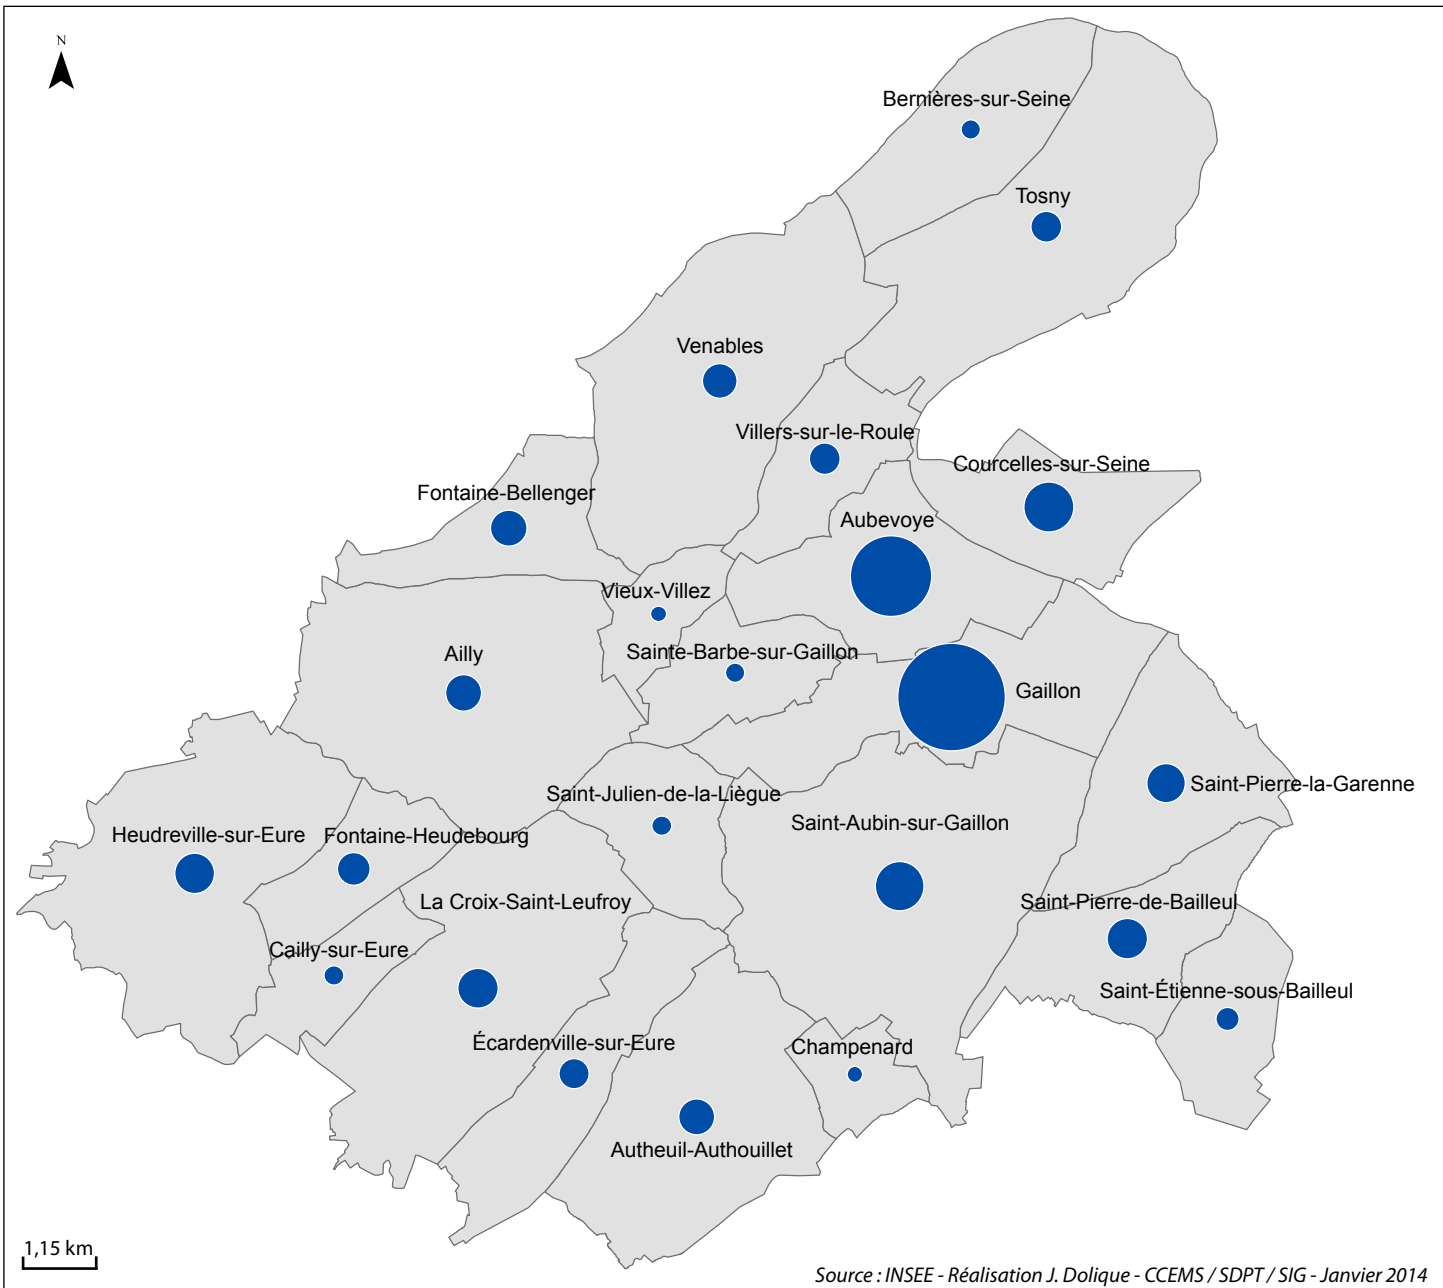 N
Bernières-sur-Seine
Tosny
Venables
Villers-sur-le-Roule
Courcelles-sur-Seine
Fontaine-Bellenger
Aubevoye
Vieux-Villez
Sainte-Barbe-sur-Gaillon
Ailly
Gaillon
Saint-Pierre-la-Garenne
Saint-Julien-de-la-Liègue
Saint-Aubin-sur-Gaillon
Heudreville-sur-Eure
Fontaine-Heudebourg
La Croix-Saint-Leufroy
Saint-Pierre-de-Bailleul
Cailly-sur-Eure
Saint-Étienne-sous-Bailleul
Écardenville-sur-Eure
Champenard
Autheuil-Authouillet
1,15 km
Source : INSEE - Réalisation J. Dolique - CCEMS / SDPT / SIG - Janvier 2014